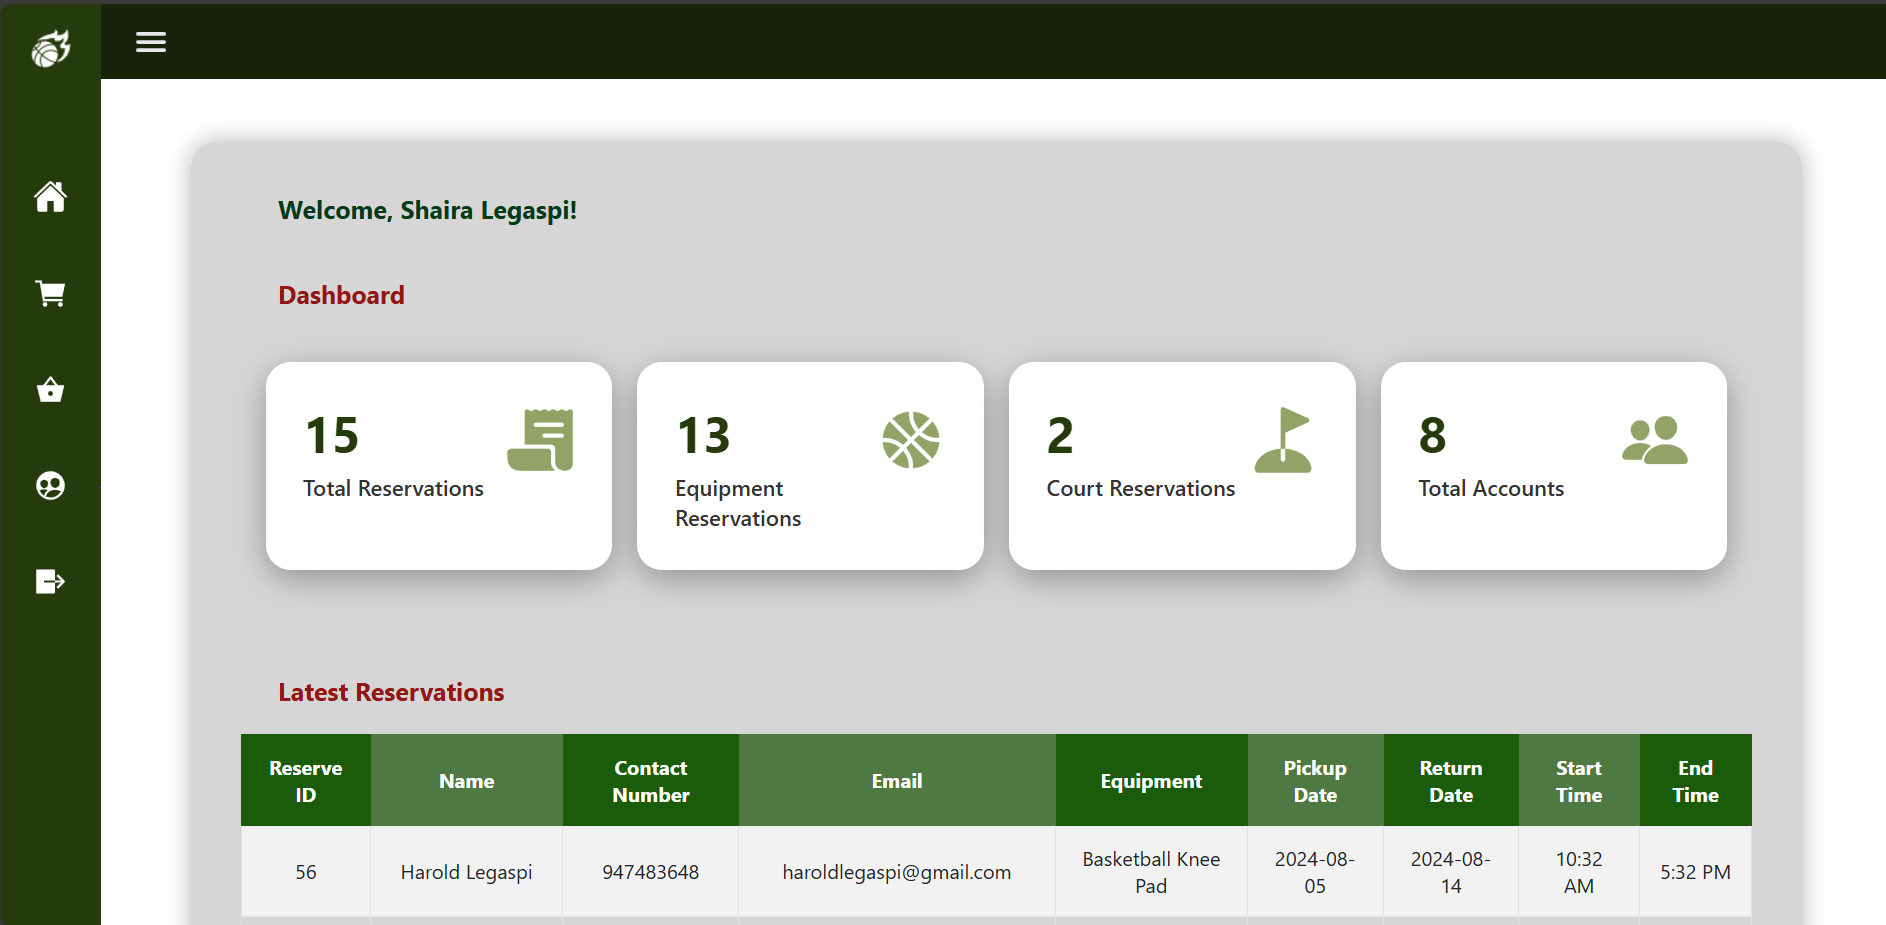 Welcome, Shaira Legaspi!
Dashboard
15
Total Reservations
13
Equipment
Reservations
2
Court Reservations
8
Total Accounts
Latest Reservations
Reserve ID Name Contact Number Email Equipment Pickup Date Return Date Start Time End Time
56 Harold Legaspi 947483648 haroldlegaspi@gmail.com Basketball Knee Pad 2024-08-05 2024-08-14 10:32 AM 5:32 PM